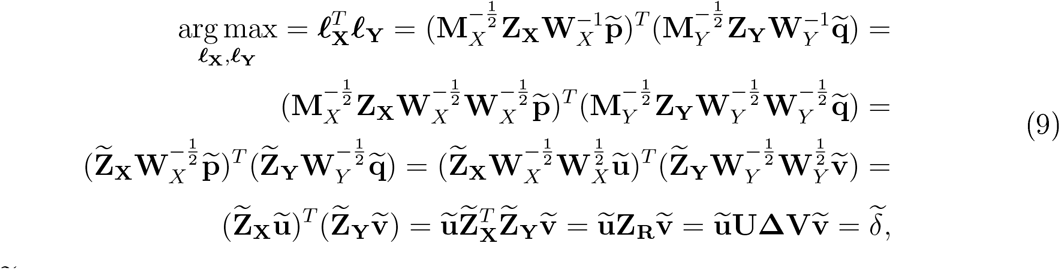 arg max = ℓ_X^T ℓ_Y = (M_X^{-1/2} Z_X W_X^{-1} p̃)^T (M_Y^{-1/2} Z_Y W_Y^{-1} q̃) =
ℓ_X, ℓ_Y
(M_X^{-1/2} Z_X W_X^{-1/2} W_X^{-1/2} p̃)^T (M_Y^{-1/2} Z_Y W_Y^{-1/2} W_Y^{-1/2} q̃) =
(9)
(Z̃_X W_X^{-1/2} p̃)^T (Z̃_Y W_Y^{-1/2} q̃) = (Z̃_X W_X^{-1/2} W_X^{1/2} ũ)^T (Z̃_Y W_Y^{-1/2} W_Y^{1/2} ṽ) =
(Z̃_X ũ)^T (Z̃_Y ṽ) = ũ Z̃_X^T Z̃_Y ṽ = ũ Z_R ṽ = ũ U Δ V ṽ = δ̃,